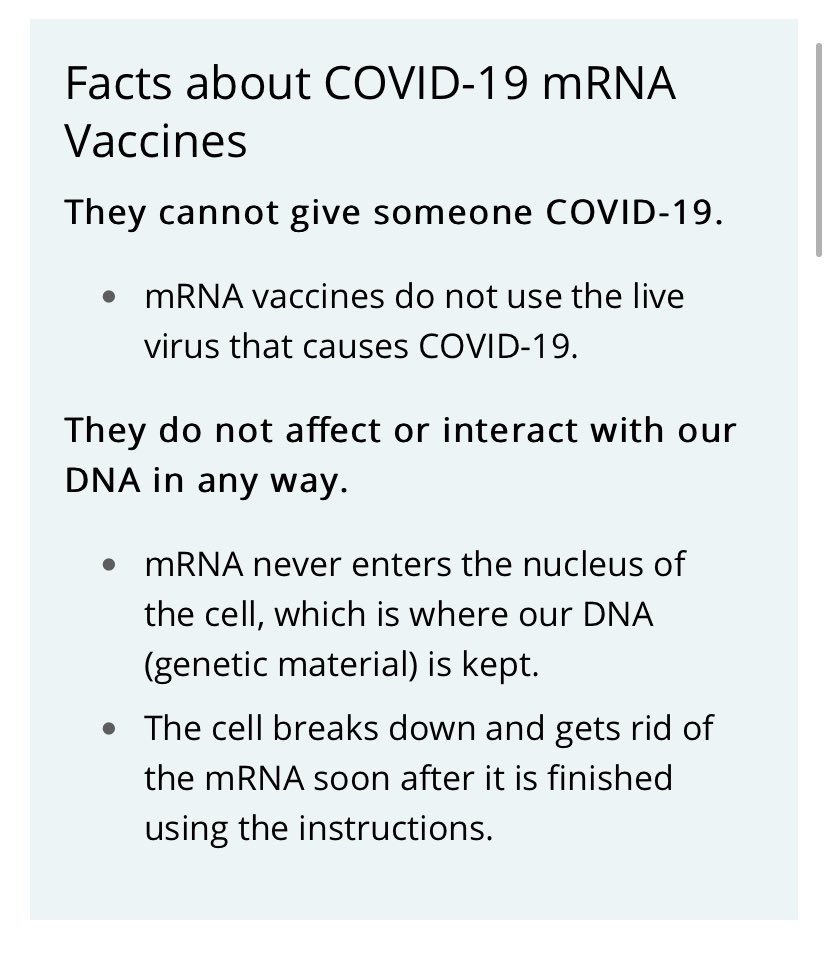 Facts about COVID-19 mRNA
Vaccines
They cannot give someone COVID-19.
mRNA vaccines do not use the live
virus that causes COVID-19.
They do not affect or interact with our
DNA in any way.
mRNA never enters the nucleus of
the cell, which is where our DNA
(genetic material) is kept.
The cell breaks down and gets rid of
the mRNA soon after it is finished
using the instructions.